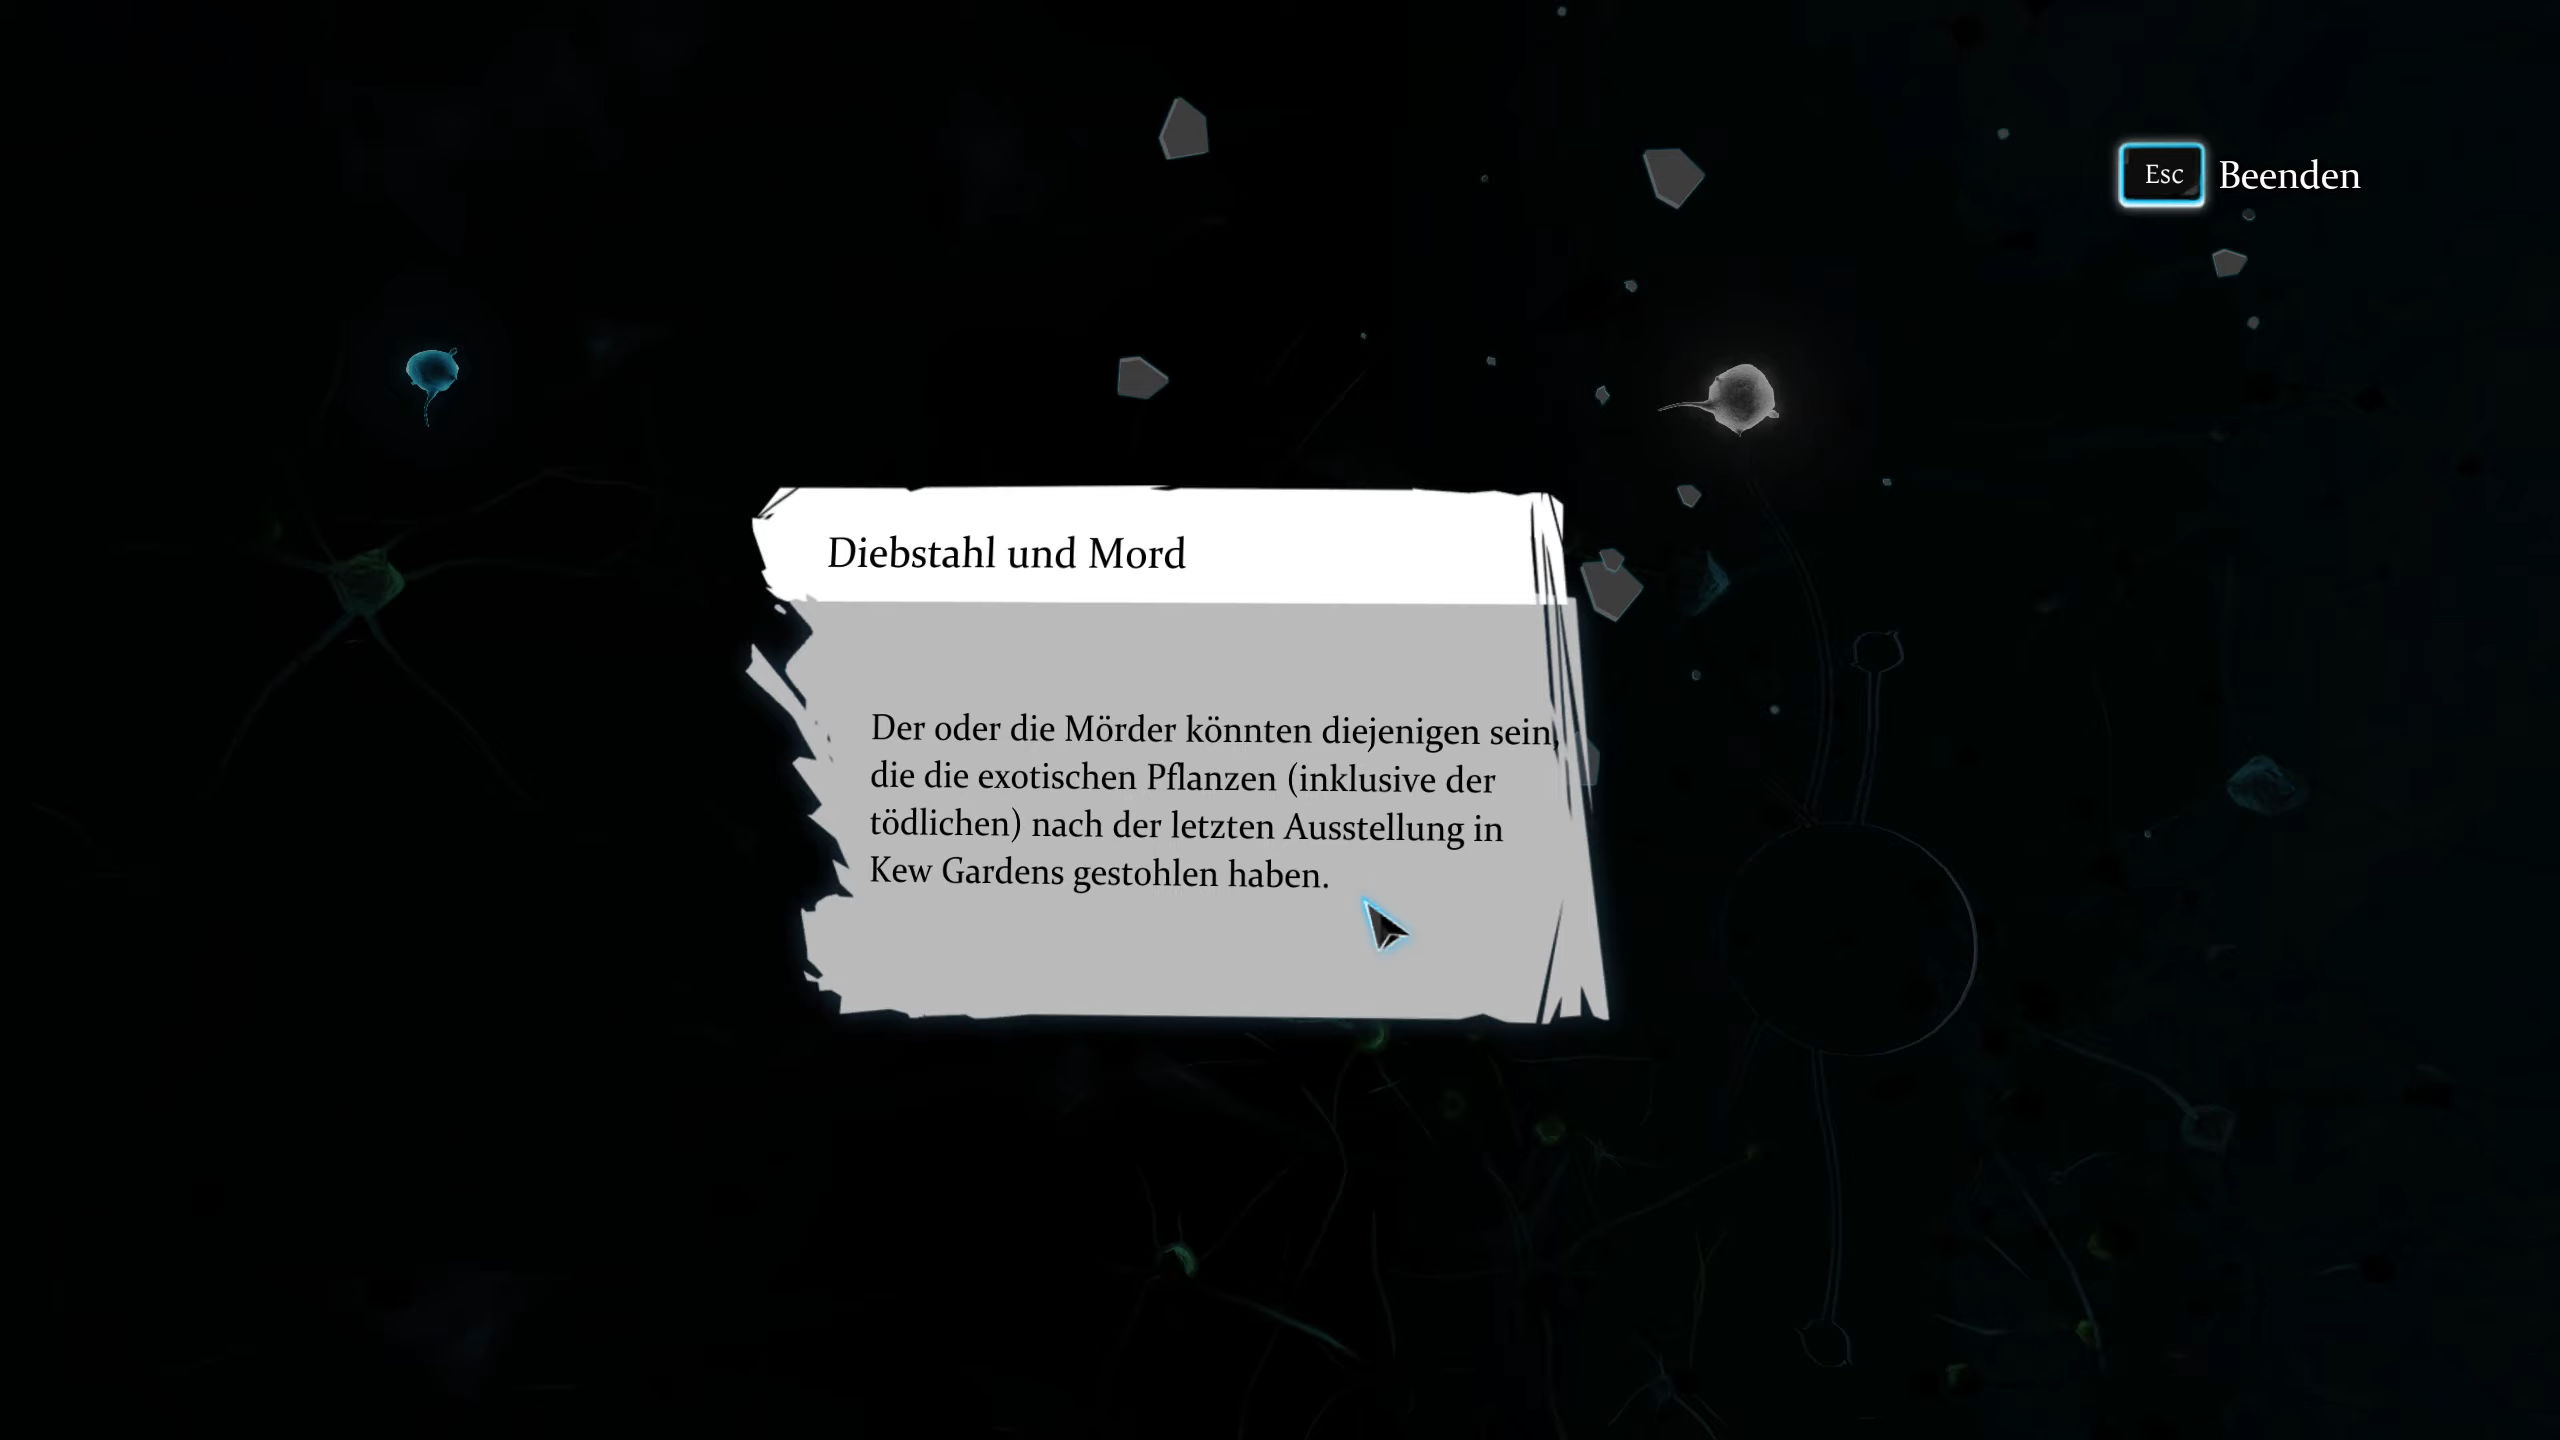 Esc Beenden
Diebstahl und Mord
Der oder die Mörder könnten diejenigen sein,
die die exotischen Pflanzen (inklusive der
tödlichen) nach der letzten Ausstellung in
Kew Gardens gestohlen haben.